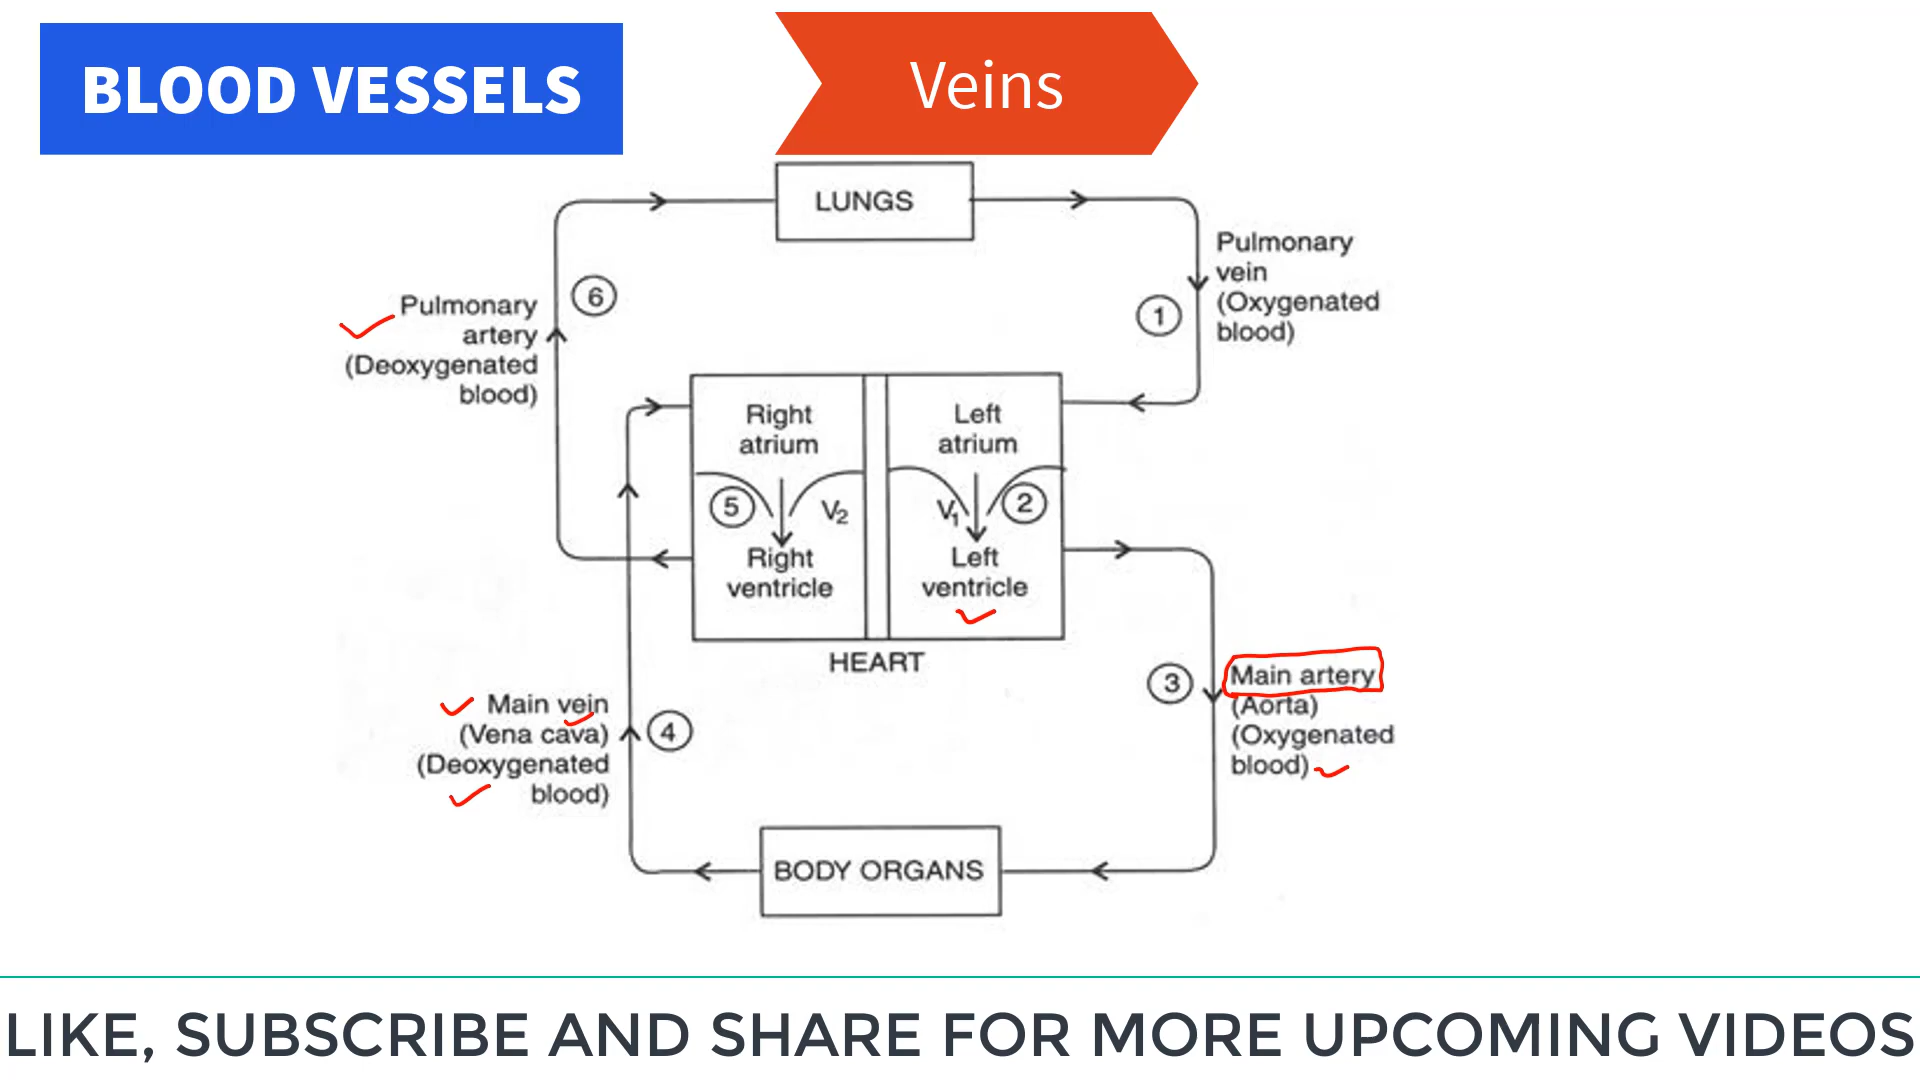 BLOOD VESSELS
Veins
LUNGS
Pulmonary
vein
(Oxygenated
blood)
1
6
Pulmonary
artery
(Deoxygenated
blood)
Right
atrium
Left
atrium
5
V2
V1
2
Right
ventricle
Left
ventricle
HEART
3
Main artery
(Aorta)
(Oxygenated
blood)
Main vein
(Vena cava)
(Deoxygenated
blood)
4
BODY ORGANS
LIKE, SUBSCRIBE AND SHARE FOR MORE UPCOMING VIDEOS